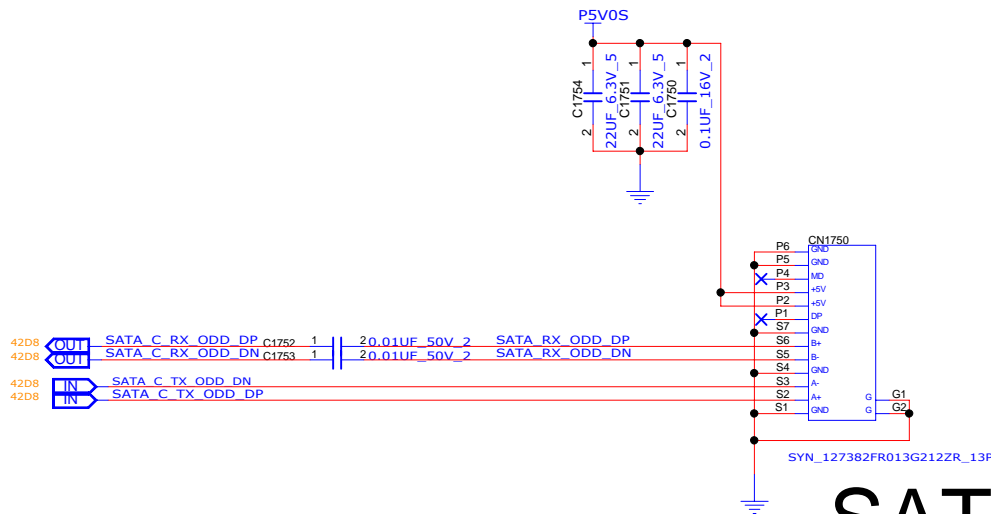 P5V0S
1 1 1
C1754 22UF_6.3V_5
C1751 22UF_6.3V_5
C1750 0.1UF_16V_2
2 2 2
CN1750
P6 GND
P5 GND
P4 MD
P3 +5V
P2 +5V
P1 DP
S7 GND
42D8 OUT SATA_C_RX_ODD_DP C1752 1 2 0.01UF_50V_2 SATA_RX_ODD_DP S6 B+
42D8 OUT SATA_C_RX_ODD_DN C1753 1 2 0.01UF_50V_2 SATA_RX_ODD_DN S5 B-
S4 GND
42D8 IN SATA_C_TX_ODD_DN S3 A-
42D8 IN SATA_C_TX_ODD_DP S2 A+ G G1
S1 GND G G2
SYN_127382FR013G212ZR_13P
SAT